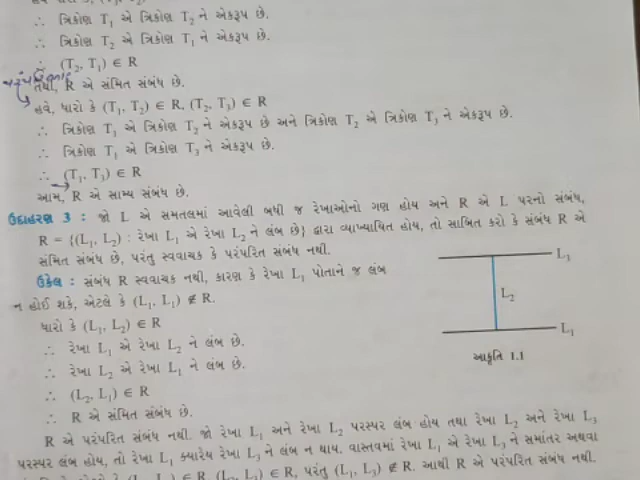 ∴ ત્રિકોણ T₁ એ ત્રિકોણ T₂ ને એકરૂપ છે.
∴ ત્રિકોણ T₂ એ ત્રિકોણ T₁ ને એકરૂપ છે.
∴ (T₂, T₁) ∈ R
તેથી, R એ સંમિત સંબંધ છે.
હવે, ધારો કે (T₁, T₂) ∈ R, (T₂, T₃) ∈ R
∴ ત્રિકોણ T₁ એ ત્રિકોણ T₂ ને એકરૂપ છે અને ત્રિકોણ T₂ એ ત્રિકોણ T₃ ને એકરૂપ છે.
∴ ત્રિકોણ T₁ એ ત્રિકોણ T₃ ને એકરૂપ છે.
∴ (T₁, T₃) ∈ R
આમ, R એ સામ્ય સંબંધ છે.
ઉદાહરણ 3 : જો L એ સમતલમાં આવેલી બધી જ રેખાઓનો ગણ હોય અને R એ L પરનો સંબંધ,
R = {(L₁, L₂) : રેખા L₁ એ રેખા L₂ ને લંબ છે} દ્વારા વ્યાખ્યાયિત હોય, તો સાબિત કરો કે સંબંધ R એ
સંમિત સંબંધ છે, પરંતુ સ્વવાચક કે પરંપરિત સંબંધ નથી.
ઉકેલ : સંબંધ R સ્વવાચક નથી, કારણ કે રેખા L₁ પોતાને જ લંબ
ન હોઈ શકે, એટલે કે (L₁, L₁) ∉ R.
ધારો કે (L₁, L₂) ∈ R
∴ રેખા L₁ એ રેખા L₂ ને લંબ છે.
∴ રેખા L₂ એ રેખા L₁ ને લંબ છે.
∴ (L₂, L₁) ∈ R
∴ R એ સંમિત સંબંધ છે.
L₃
L₂
L₁
આકૃતિ 1.1
R એ પરંપરિત સંબંધ નથી. જો રેખા L₁ અને રેખા L₂ પરસ્પર લંબ હોય તથા રેખા L₂ અને રેખા L₃
પરસ્પર લંબ હોય, તો રેખા L₁ ક્યારેય રેખા L₃ ને લંબ ન થાય. વાસ્તવમાં રેખા L₁ એ રેખા L₃ ને સમાંતર અથવા
∈ R, ∈ R, પરંતુ (L₁, L₃) ∉ R. આથી R એ પરંપરિત સંબંધ નથી.